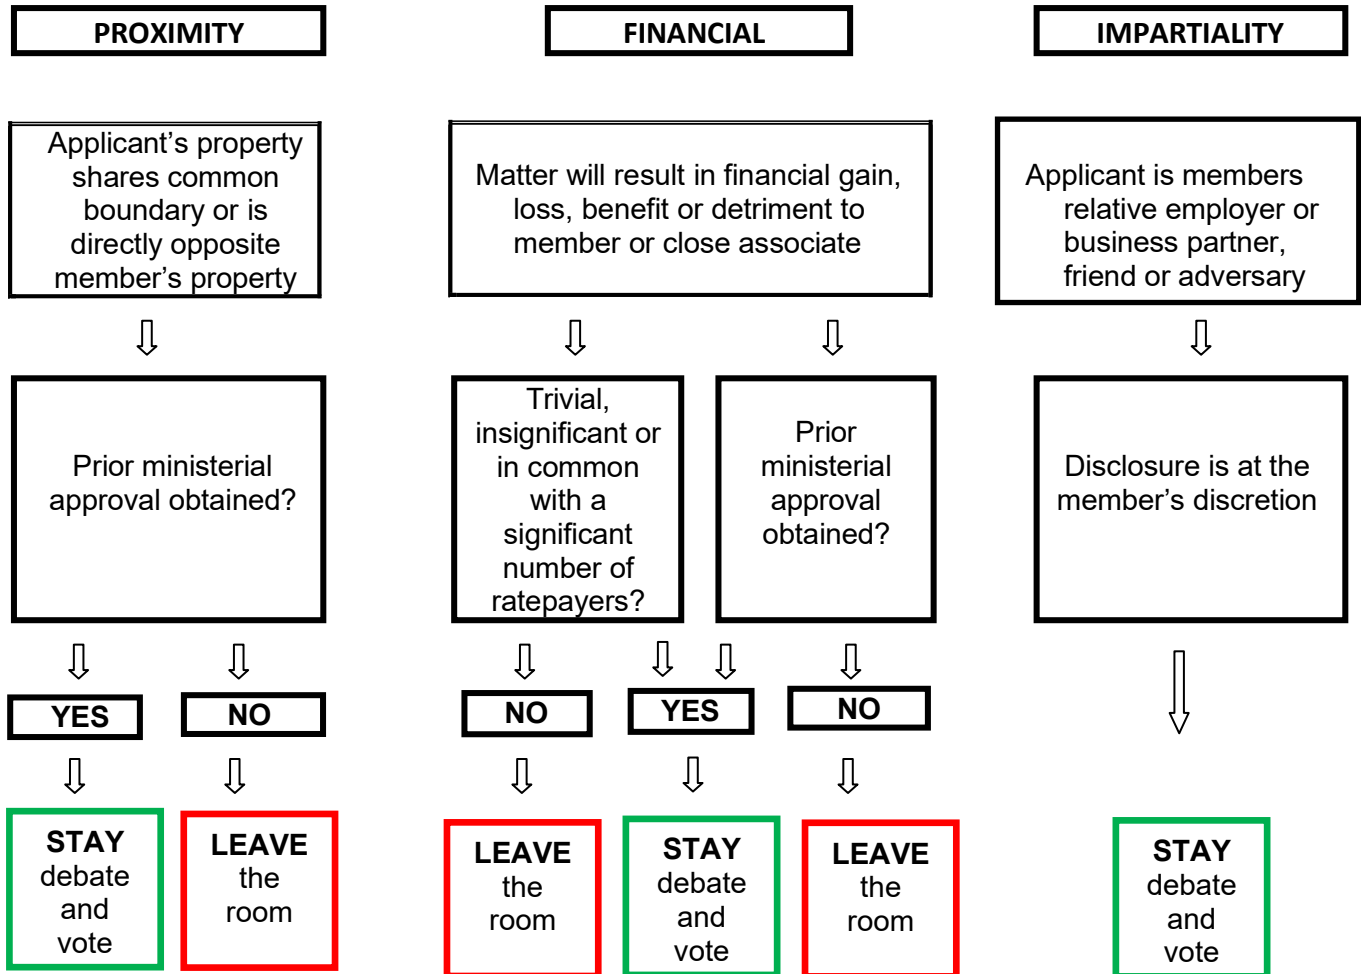 PROXIMITY
FINANCIAL
IMPARTIALITY
Applicant’s property
shares common
boundary or is
directly opposite
member’s property
Matter will result in financial gain,
loss, benefit or detriment to
member or close associate
Applicant is members
relative employer or
business partner,
friend or adversary
Prior ministerial
approval obtained?
Trivial,
insignificant or
in common
with a
significant
number of
ratepayers?
Prior
ministerial
approval
obtained?
Disclosure is at the
member’s discretion
YES
NO
NO
YES
NO
STAY
debate
and
vote
LEAVE
the
room
LEAVE
the
room
STAY
debate
and
vote
LEAVE
the
room
STAY
debate
and
vote